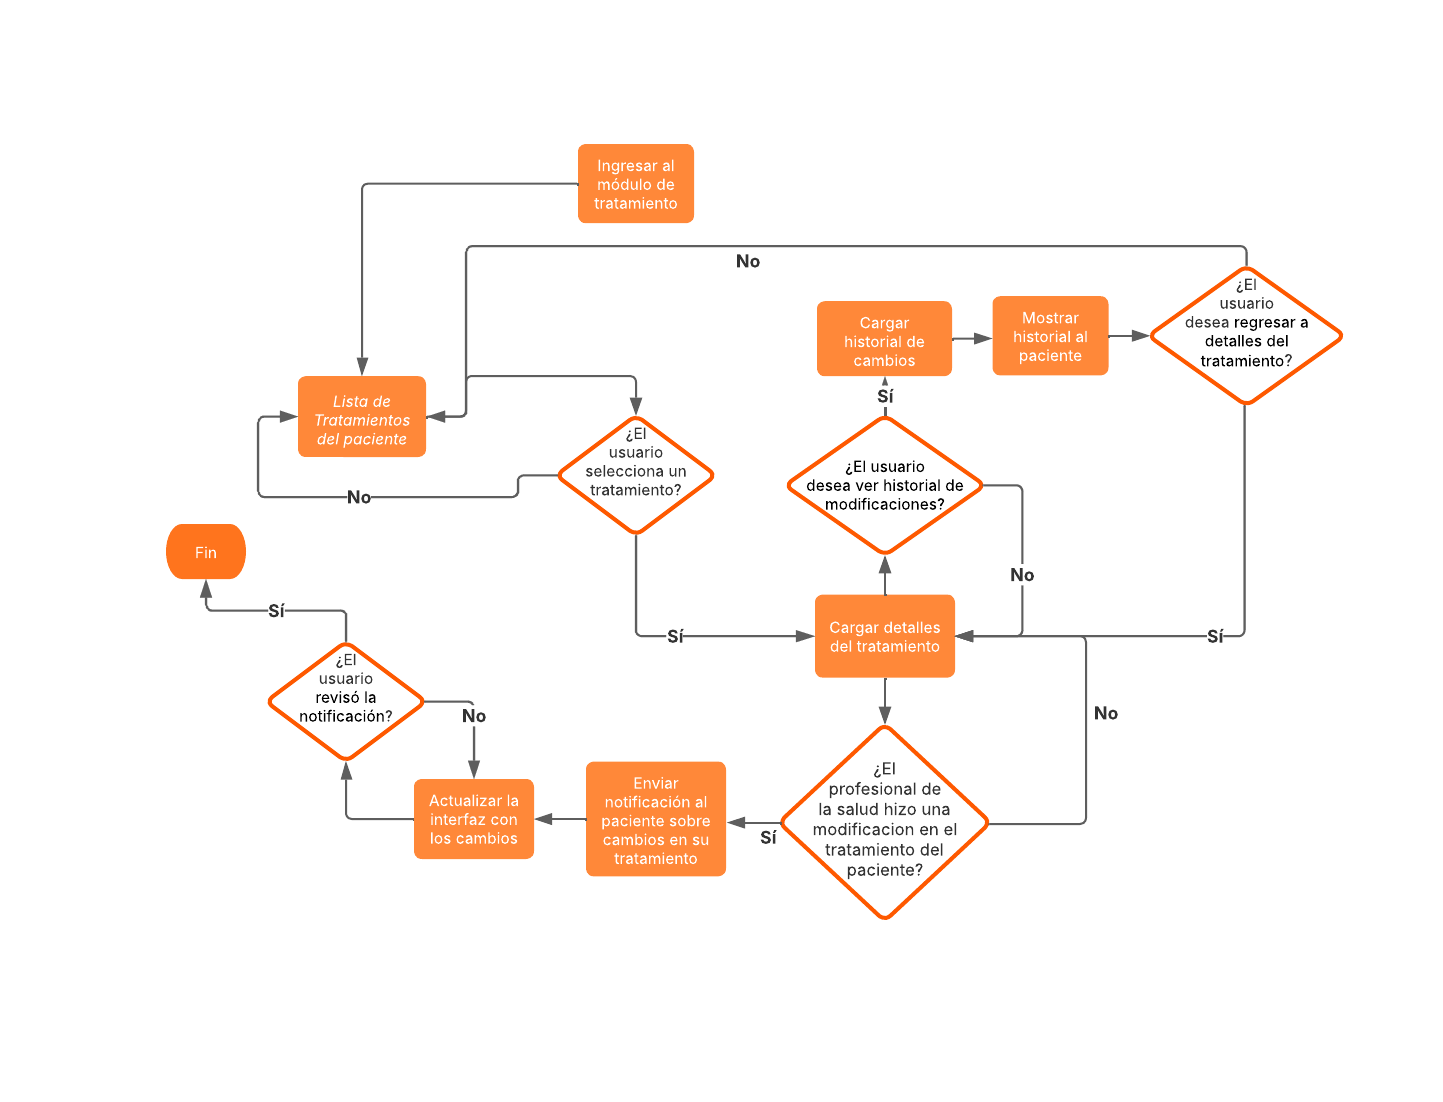 Ingresar al
módulo de
tratamiento
No
¿El
usuario
desea regresar a
detalles del
tratamiento?
Cargar
historial de
cambios
Mostrar
historial al
paciente
Lista de
Tratamientos
del paciente
Sí
¿El
usuario
selecciona un
tratamiento?
¿El usuario
desea ver historial de
modificaciones?
No
Fin
No
Sí
Cargar detalles
del tratamiento
Sí
Sí
¿El
usuario
revisó la
notificación?
No
No
¿El
profesional de
la salud hizo una
modificacion en el
tratamiento del
paciente?
Sí
Enviar
notificación al
paciente sobre
cambios en su
tratamiento
Actualizar la
interfaz con
los cambios